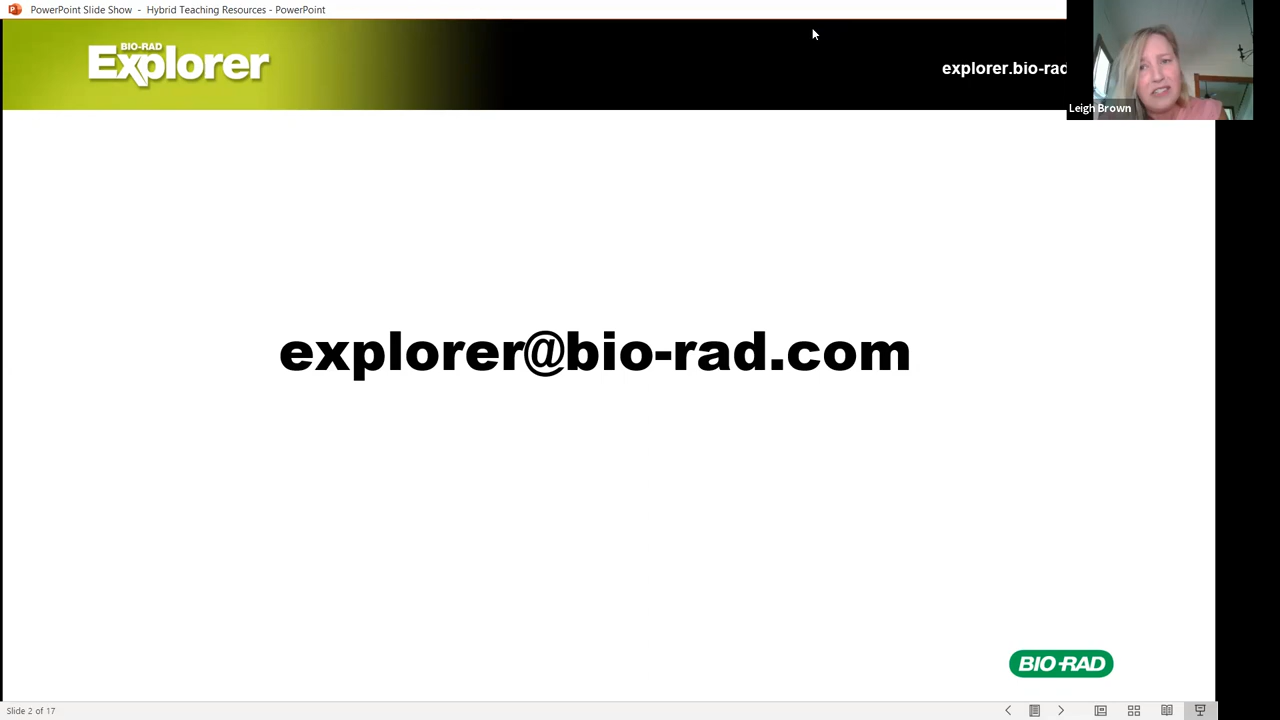 PowerPoint Slide Show - Hybrid Teaching Resources - PowerPoint
BIO-RAD
Explorer
explorer.bio-rad
Leigh Brown
explorer@bio-rad.com
BIO-RAD
Slide 2 of 17